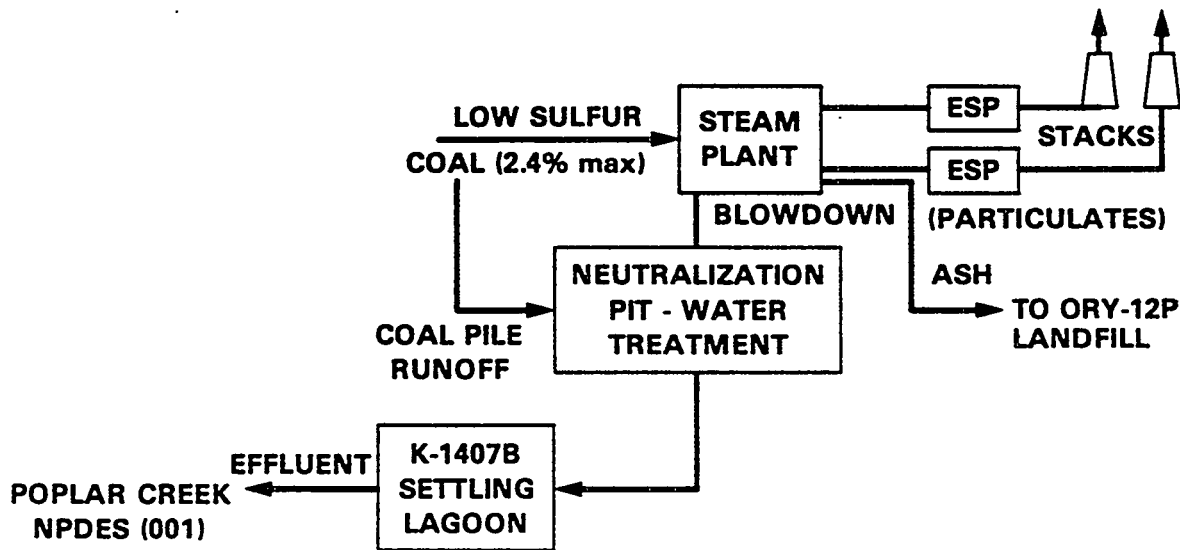 LOW SULFUR
COAL (2.4% max)
STEAM
PLANT
ESP
STACKS
ESP
(PARTICULATES)
BLOWDOWN
ASH
TO ORY-12P
LANDFILL
NEUTRALIZATION
PIT - WATER
TREATMENT
COAL PILE
RUNOFF
K-1407B
SETTLING
LAGOON
EFFLUENT
POPLAR CREEK
NPDES (001)